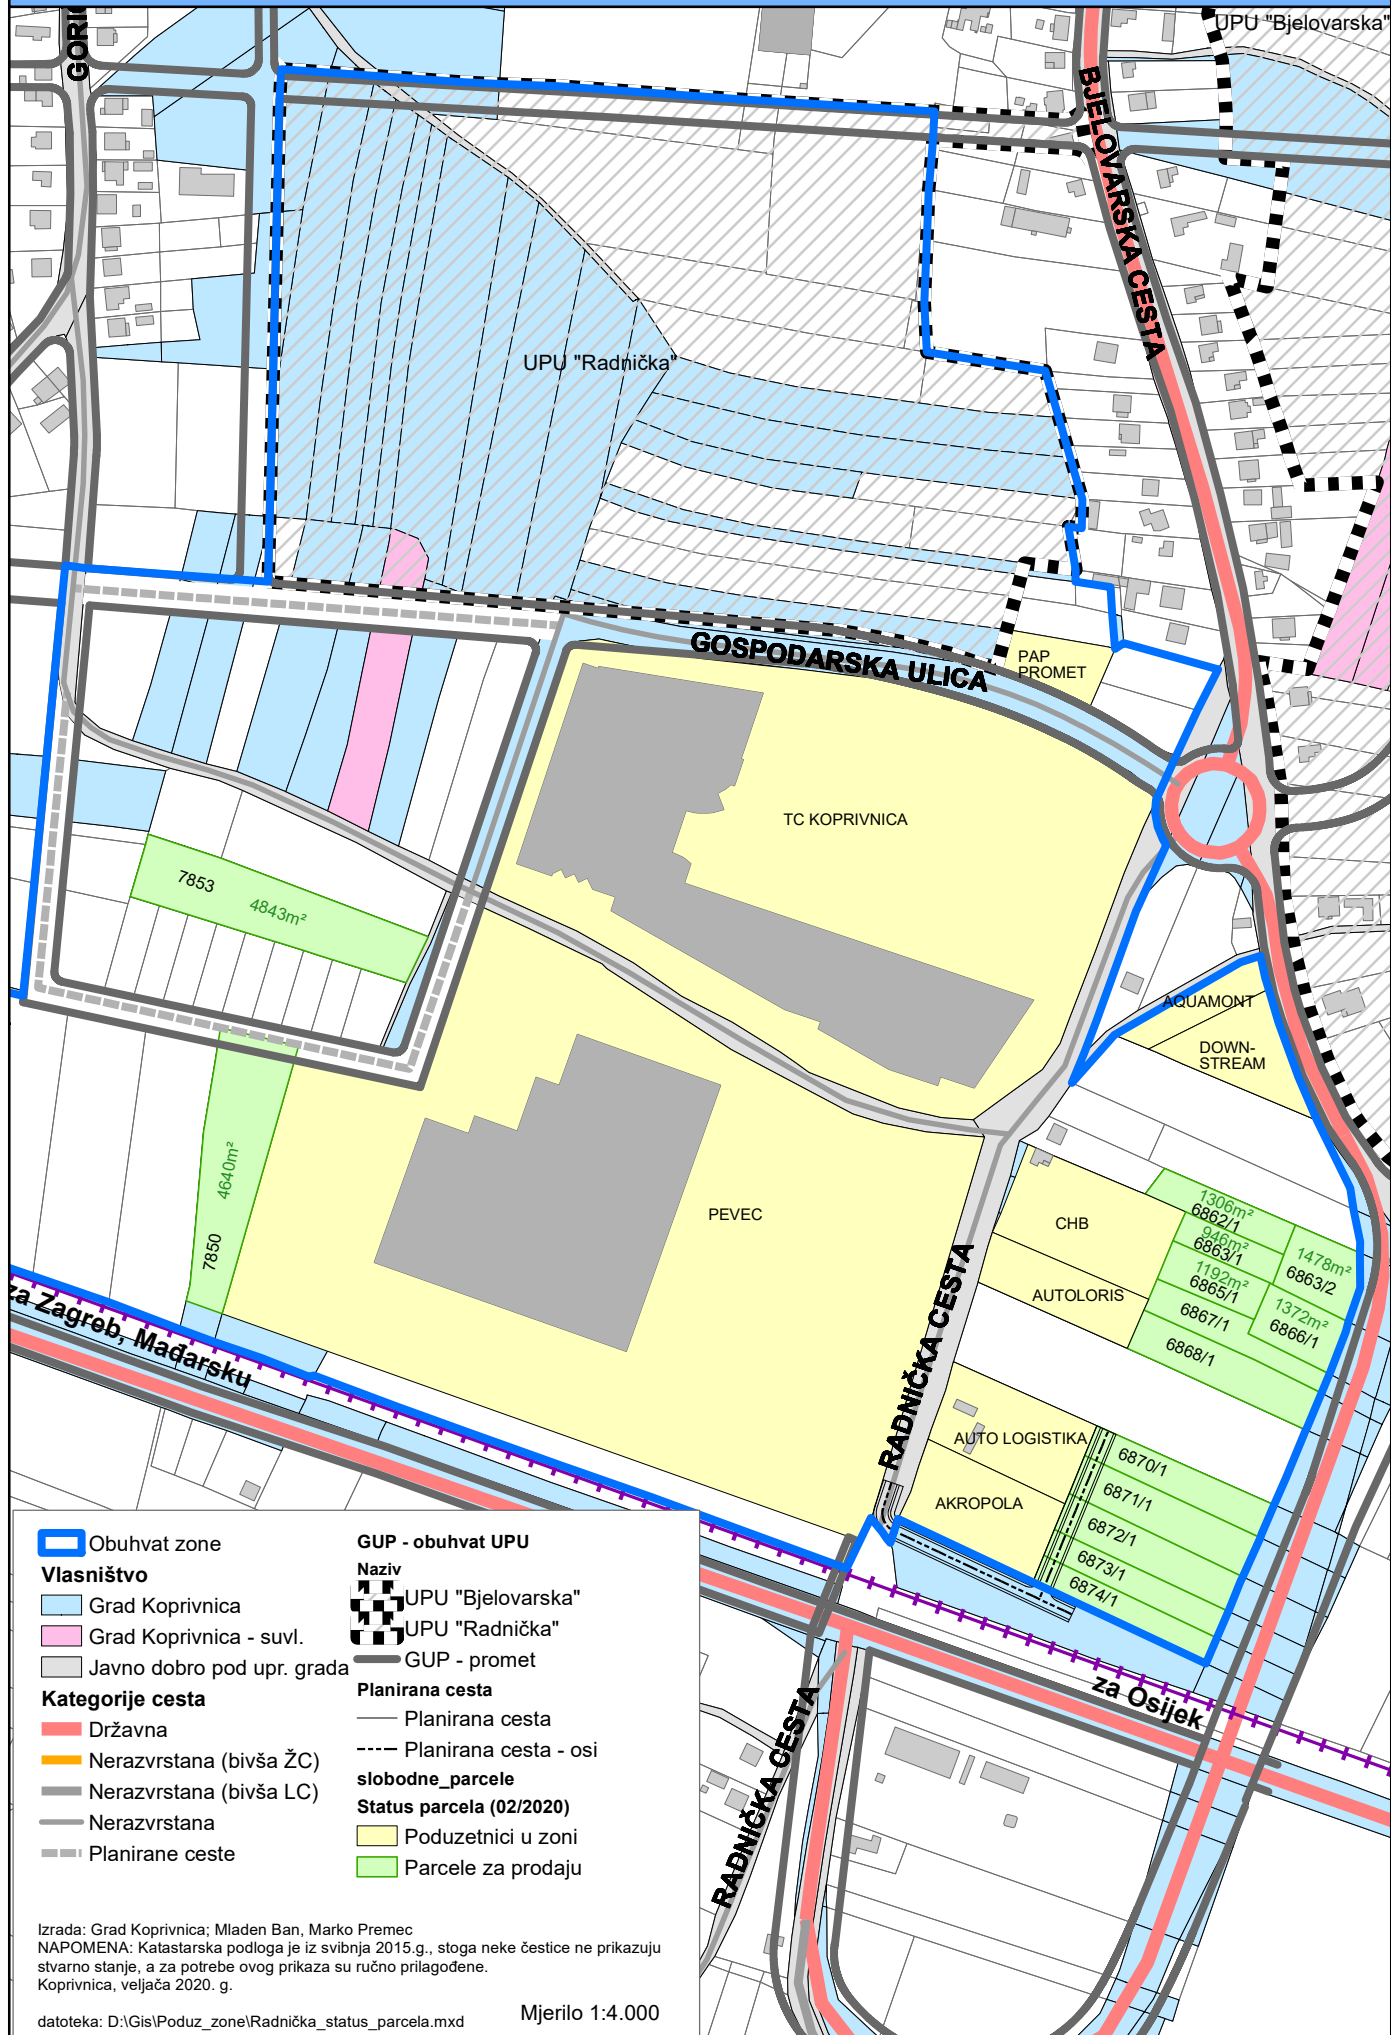 UPU "Bjelovarska"
GORIČ
BJELOVARSKA CESTA
UPU "Radnička"
GOSPODARSKA ULICA
PAP
PROMET
TC KOPRIVNICA
7853
4843m²
AQUAMONT
DOWN-
STREAM
4640m²
7850
PEVEC
CHB
AUTOLORIS
RADNIČKA CESTA
1306m²
6862/1
946m²
6863/1
1478m²
6863/2
1192m²
6865/1
1372m²
6866/1
6867/1
6868/1
za Zagreb, Mađarsku
AUTO LOGISTIKA
AKROPOLA
6870/1
6871/1
6872/1
6873/1
6874/1
za Osijek
RADNIČKA CESTA
Obuhvat zone
Vlasništvo
Grad Koprivnica
Grad Koprivnica - suvl.
Javno dobro pod upr. grada
Kategorije cesta
Državna
Nerazvrstana (bivša ŽC)
Nerazvrstana (bivša LC)
Nerazvrstana
Planirane ceste
GUP - obuhvat UPU
Naziv
UPU "Bjelovarska"
UPU "Radnička"
GUP - promet
Planirana cesta
Planirana cesta
Planirana cesta - osi
slobodne_parcele
Status parcela (02/2020)
Poduzetnici u zoni
Parcele za prodaju
Izrada: Grad Koprivnica; Mladen Ban, Marko Premec
NAPOMENA: Katastarska podloga je iz svibnja 2015.g., stoga neke čestice ne prikazuju
stvarno stanje, a za potrebe ovog prikaza su ručno prilagođene.
Koprivnica, veljača 2020. g.
datoteka: D:\Gis\Poduz_zone\Radnička_status_parcela.mxd
Mjerilo 1:4.000